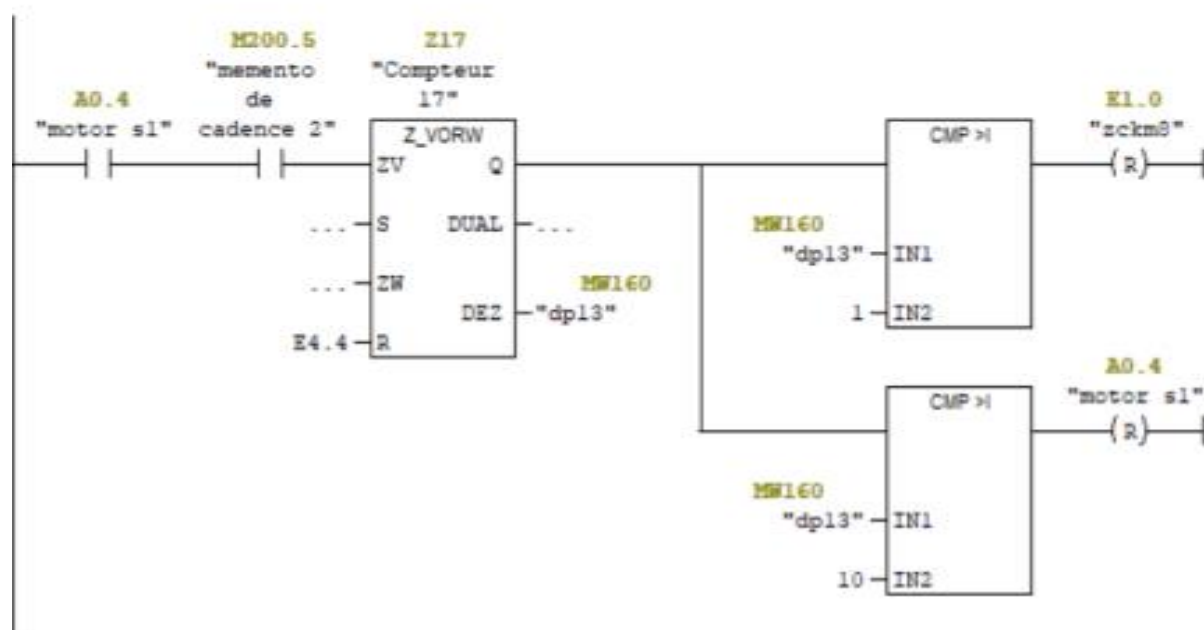 M200.5
"memento
de
cadence 2"
A0.4
"motor s1"
Z17
"Compteur
17"
Z_VORW
ZV
Q
... S
DUAL ...
... ZW
MW160
DEZ "dp13"
E4.4 R
CMP >I
MW160
"dp13" IN1
1 IN2
E1.0
"zckm8"
(R)
CMP >I
MW160
"dp13" IN1
10 IN2
A0.4
"motor s1"
(R)